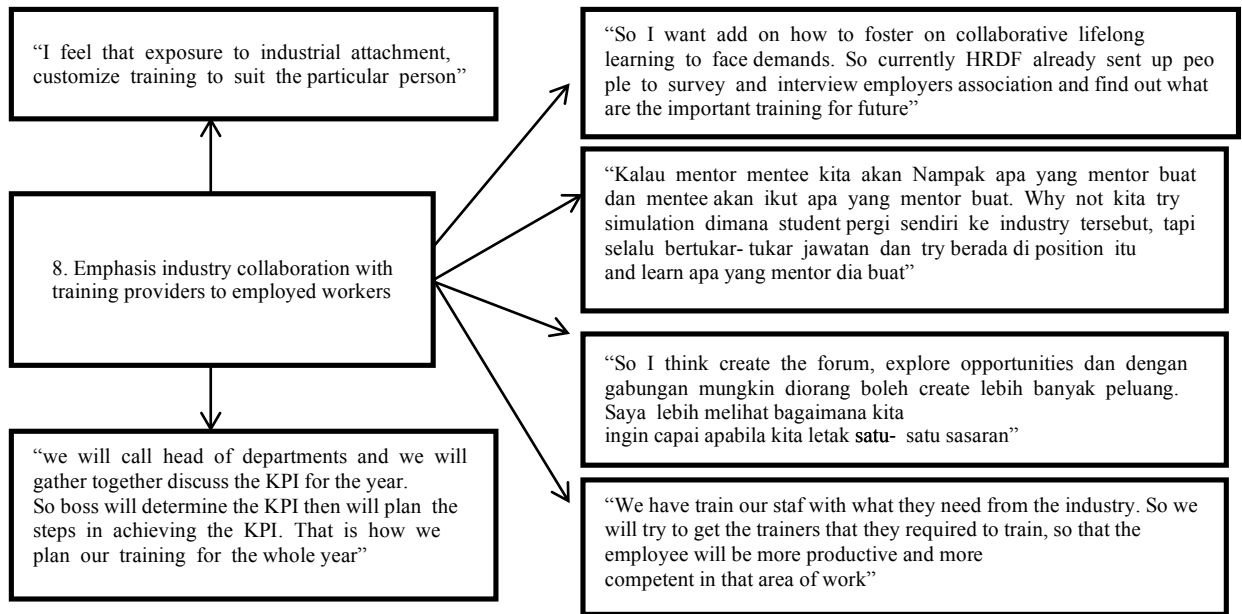 “I feel that exposure to industrial attachment,
customize training to suit the particular person”
8. Emphasis industry collaboration with
training providers to employed workers
“we will call head of departments and we will
gather together discuss the KPI for the year.
So boss will determine the KPI then will plan the
steps in achieving the KPI. That is how we
plan our training for the whole year”
“So I want add on how to foster on collaborative lifelong
learning to face demands. So currently HRDF already sent up peo
ple to survey and interview employers association and find out what
are the important training for future”
“Kalau mentor mentee kita akan Nampak apa yang mentor buat
dan mentee akan ikut apa yang mentor buat. Why not kita try
simulation dimana student pergi sendiri ke industry tersebut, tapi
selalu bertukar- tukar jawatan dan try berada di position itu
and learn apa yang mentor dia buat”
“So I think create the forum, explore opportunities dan dengan
gabungan mungkin diorang boleh create lebih banyak peluang.
Saya lebih melihat bagaimana kita
ingin capai apabila kita letak satu- satu sasaran”
“We have train our staf with what they need from the industry. So we
will try to get the trainers that they required to train, so that the
employee will be more productive and more
competent in that area of work”